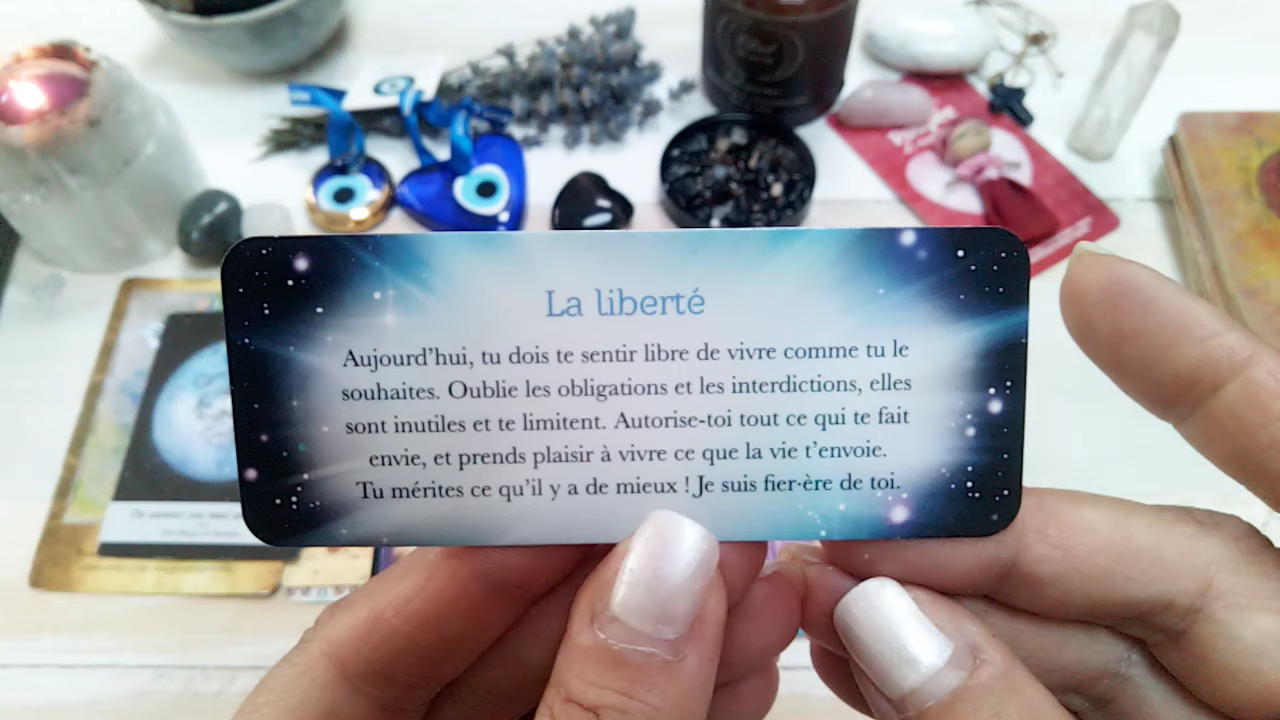 La liberté
Aujourd'hui, tu dois te sentir libre de vivre comme tu le
souhaites. Oublie les obligations et les interdictions, elles
sont inutiles et te limitent. Autorise-toi tout ce qui te fait
envie, et prends plaisir à vivre ce que la vie t'envoie.
Tu mérites ce qu'il y a de mieux ! Je suis fier·ère de toi.